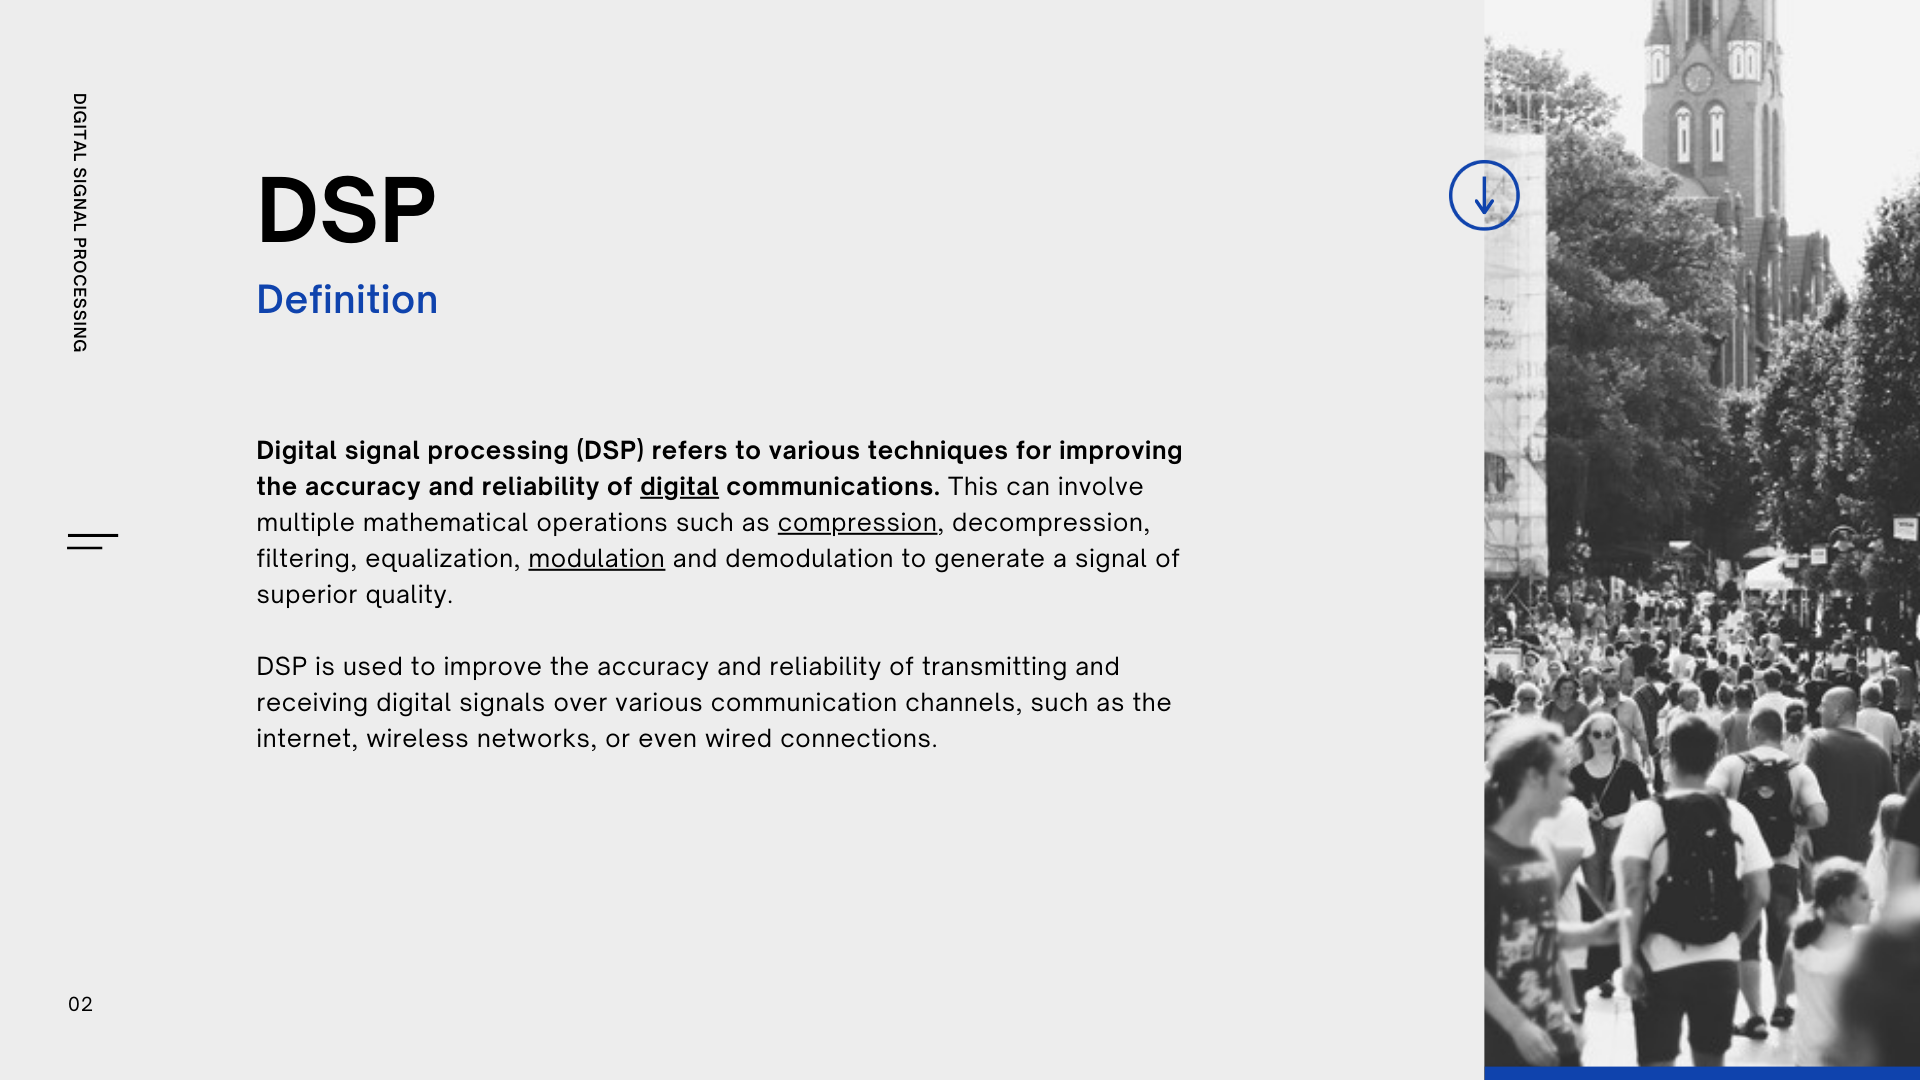 DIGITAL SIGNAL PROCESSING
DSP
Definition
Digital signal processing (DSP) refers to various techniques for improving
the accuracy and reliability of digital communications. This can involve
multiple mathematical operations such as compression, decompression,
filtering, equalization, modulation and demodulation to generate a signal of
superior quality.
DSP is used to improve the accuracy and reliability of transmitting and
receiving digital signals over various communication channels, such as the
internet, wireless networks, or even wired connections.
02